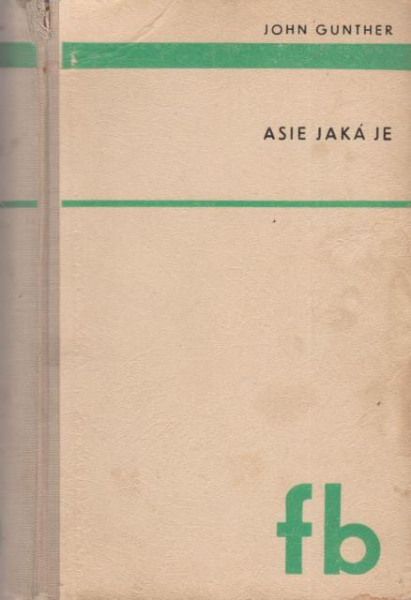 JOHN GUNTHER
ASIE JAKÁ JE
fb